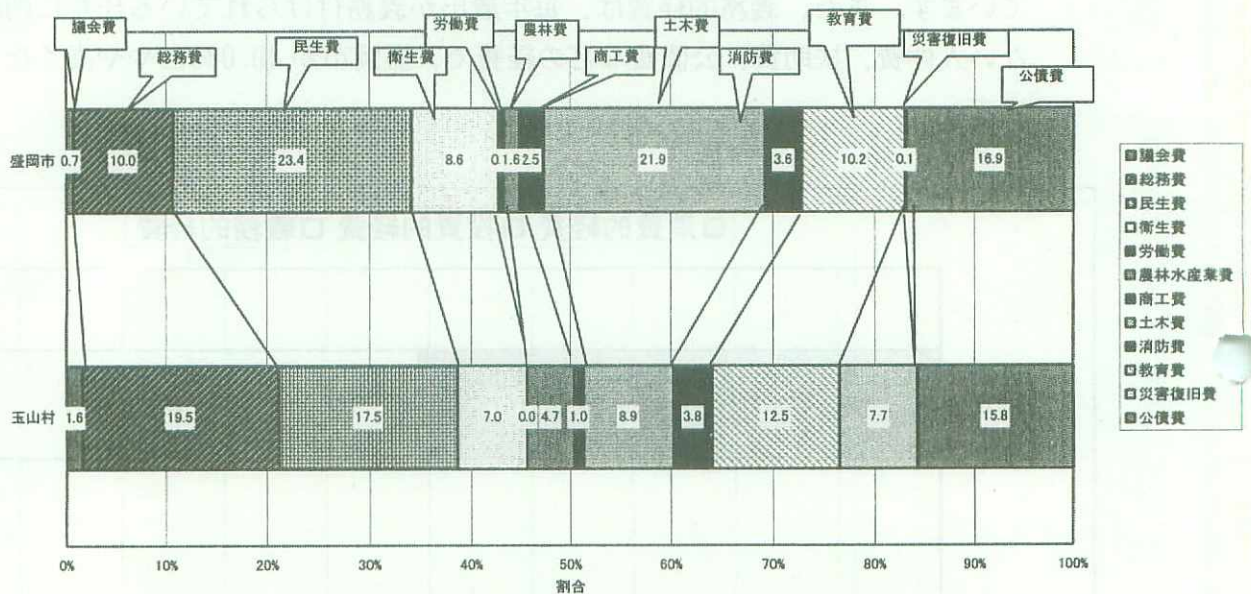 議会費
総務費
民生費
衛生費
労働費
農林費
商工費
土木費
消防費
教育費
災害復旧費
公債費
盛岡市 0.7 10.0 23.4 8.6 0.1 1.6 2.5 21.9 3.6 10.2 0.1 16.9
玉山村 1.6 19.5 17.5 7.0 0.0 4.7 1.0 8.9 3.8 12.5 7.7 15.8
0% 10% 20% 30% 40% 50% 60% 70% 80% 90% 100%
割合
議会費
総務費
民生費
衛生費
労働費
農林水産業費
商工費
土木費
消防費
教育費
災害復旧費
公債費